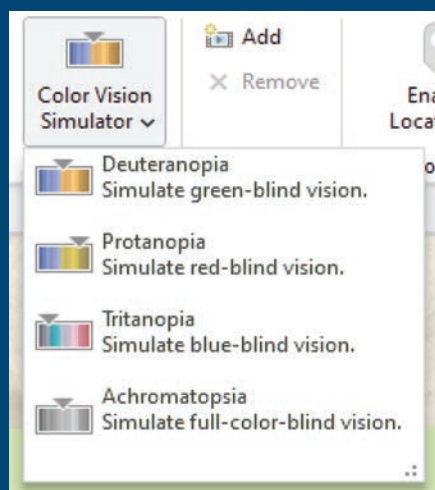 Color Vision
Simulator
Add
Remove
Deuteranopia
Simulate green-blind vision.
Protanopia
Simulate red-blind vision.
Tritanopia
Simulate blue-blind vision.
Achromatopsia
Simulate full-color-blind vision.